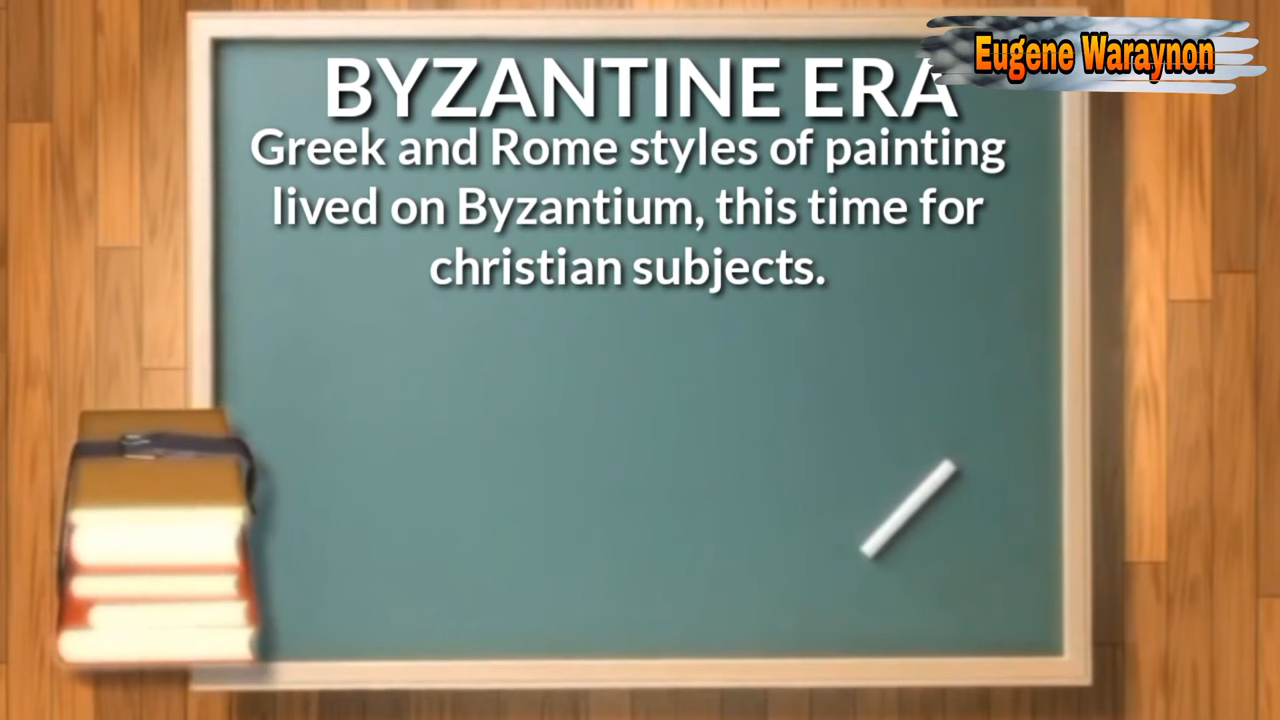 BYZANTINE ERA
Eugene Waraynon
Greek and Rome styles of painting
lived on Byzantium, this time for
christian subjects.